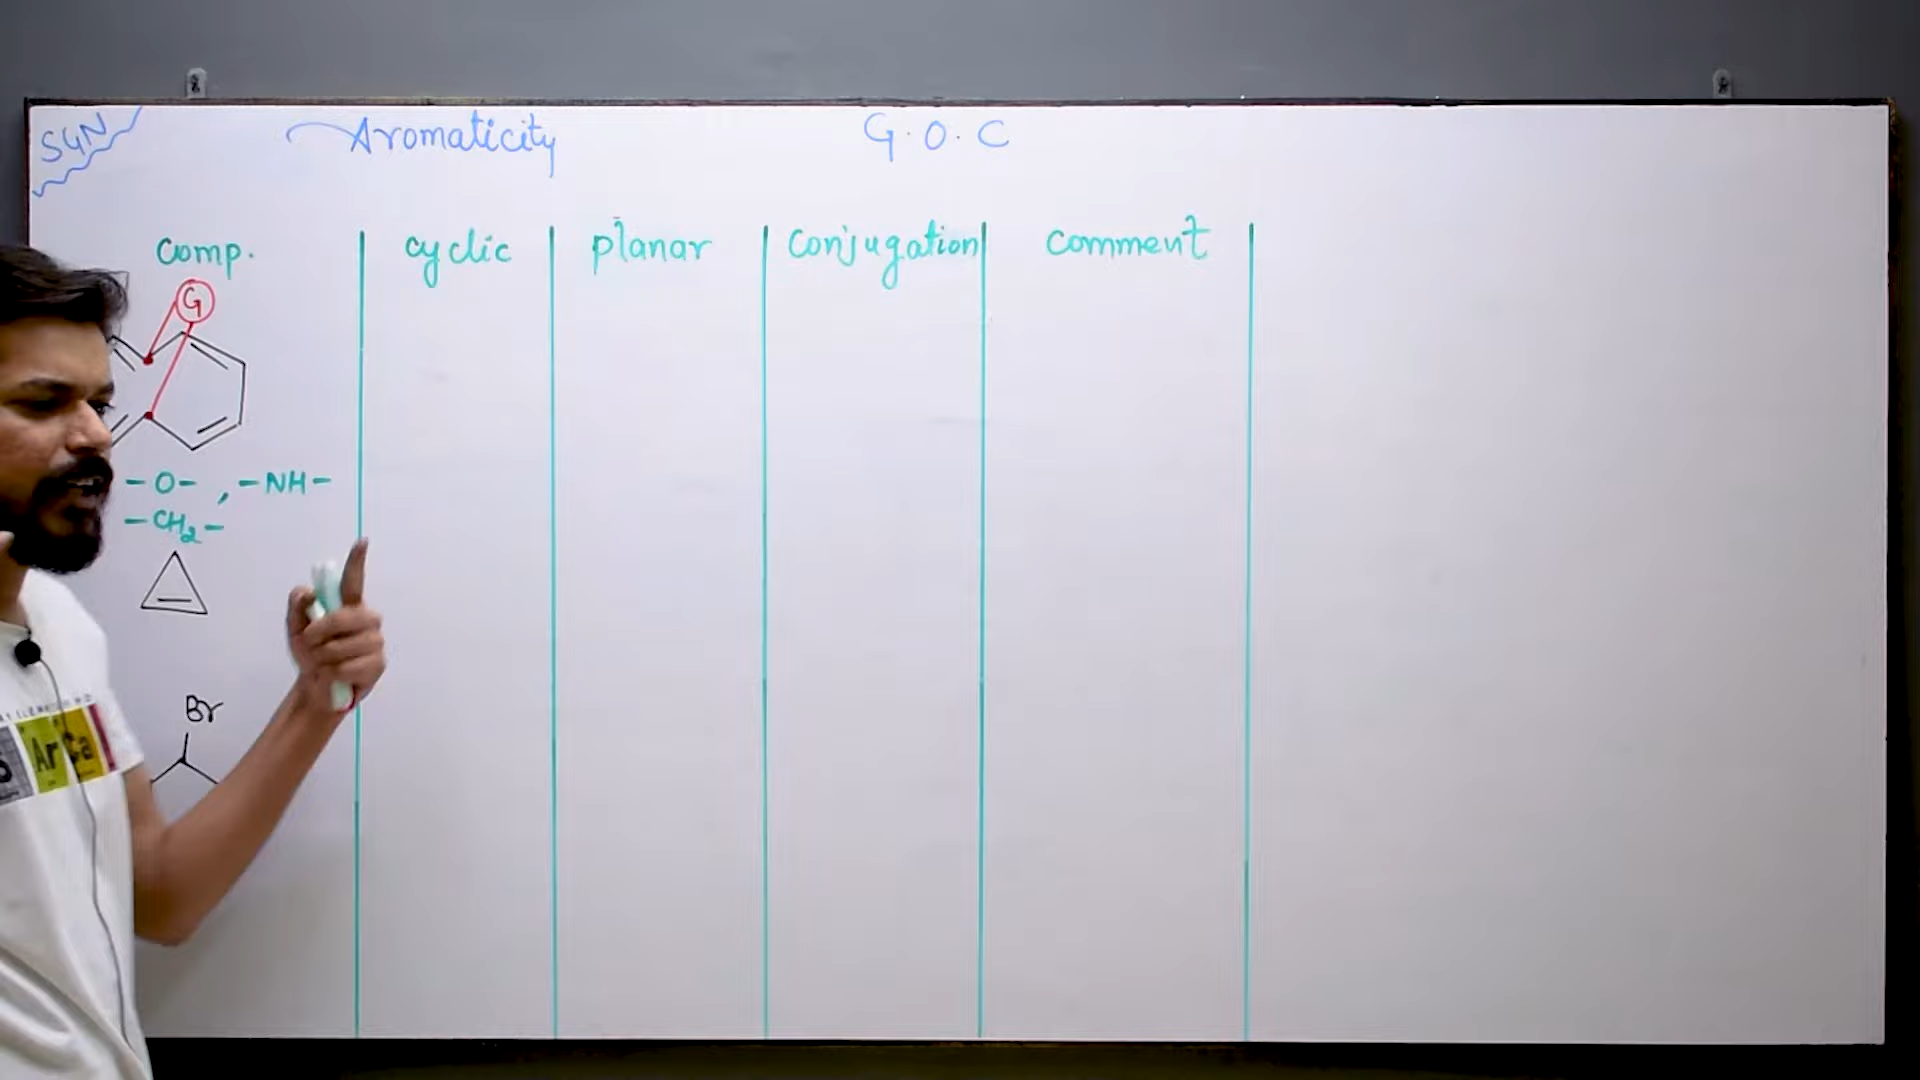 SGN
Aromaticity
G.O.C
Comp.
cyclic
planar
Conjugation
comment
G
-O- , -NH-
-CH2-
Br
Ar
Ca